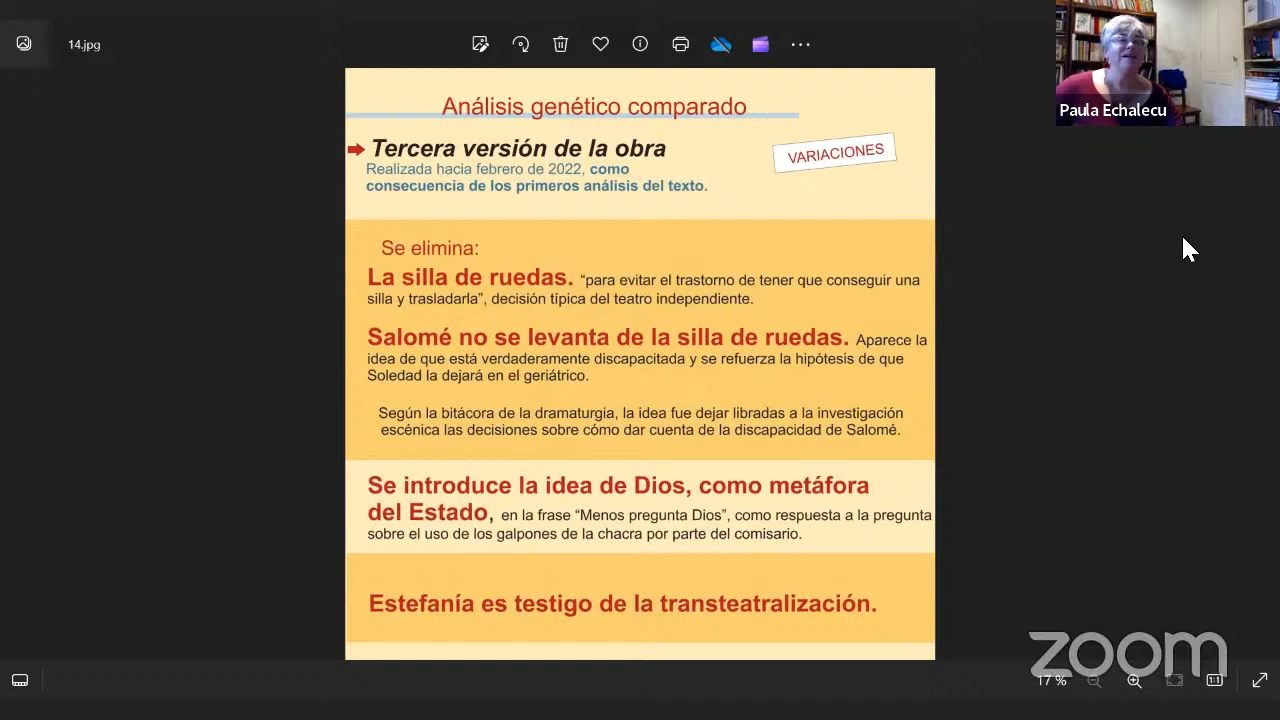 14.jpg
Paula Echalecu
Análisis genético comparado
Tercera versión de la obra
VARIACIONES
Realizada hacia febrero de 2022, como
consecuencia de los primeros análisis del texto.
Se elimina:
La silla de ruedas. “para evitar el trastorno de tener que conseguir una
silla y trasladarla”, decisión típica del teatro independiente.
Salomé no se levanta de la silla de ruedas. Aparece la
idea de que está verdaderamente discapacitada y se refuerza la hipótesis de que
Soledad la dejará en el geriátrico.
Según la bitácora de la dramaturgia, la idea fue dejar libradas a la investigación
escénica las decisiones sobre cómo dar cuenta de la discapacidad de Salomé.
Se introduce la idea de Dios, como metáfora
del Estado, en la frase “Menos pregunta Dios”, como respuesta a la pregunta
sobre el uso de los galpones de la chacra por parte del comisario.
Estefanía es testigo de la transteatralización.
zoom
17 %
1:1